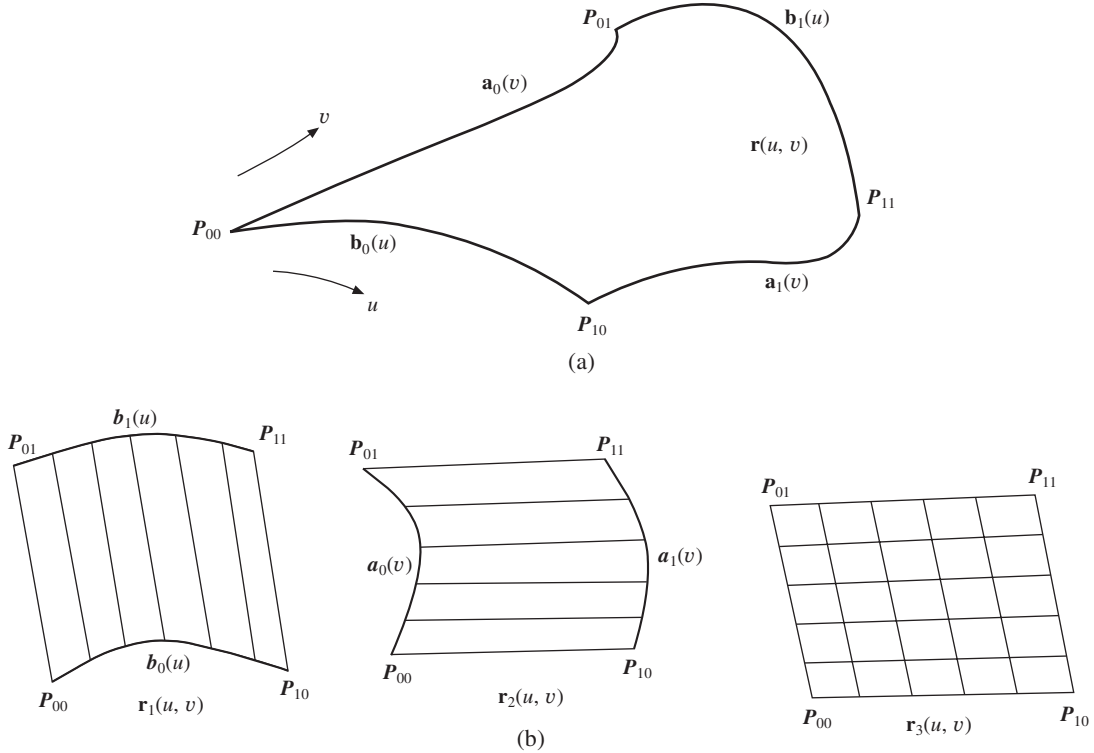 P01
b1(u)
a0(v)
v
r(u, v)
P11
P00
b0(u)
a1(v)
u
P10
(a)
b1(u)
P01
P11
P01
P11
P01
P11
a0(v)
a1(v)
b0(u)
P00
P10
r1(u, v)
P00
P10
r2(u, v)
P00
P10
r3(u, v)
(b)